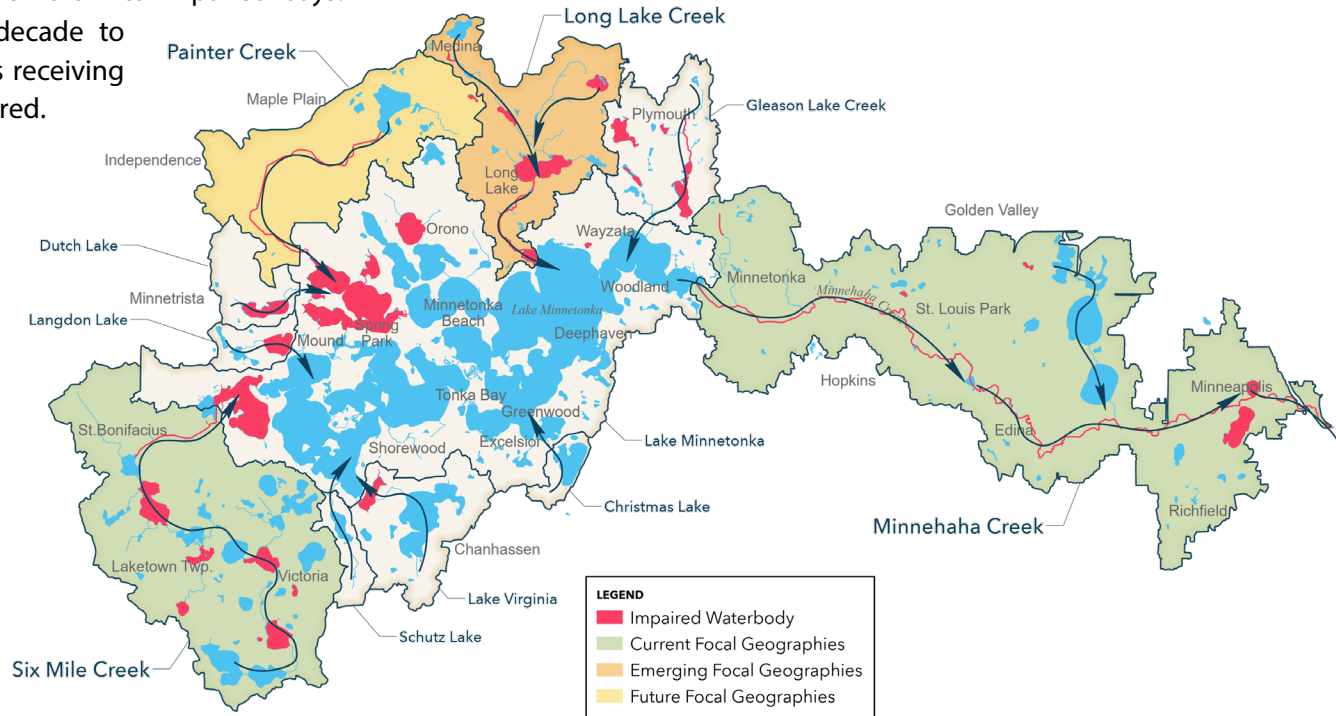 decade to
s receiving
red.
Long Lake Creek
Painter Creek
Medina
Maple Plain
Plymouth
Gleason Lake Creek
Independence
Long
Lake
Golden Valley
Orono
Wayzata
Dutch Lake
Minnetonka
Woodland
Minnetrista
Minnetonka
Beach
Lake Minnetonka
St. Louis Park
Langdon Lake
Spring
Park
Mound
Deephaven
Hopkins
Minneapolis
Tonka Bay
Greenwood
St.Bonifacius
Edina
Excelsior
Lake Minnetonka
Shorewood
Christmas Lake
Richfield
Minnehaha Creek
Chanhassen
Laketown Twp.
Victoria
Lake Virginia
Schutz Lake
Six Mile Creek
LEGEND
Impaired Waterbody
Current Focal Geographies
Emerging Focal Geographies
Future Focal Geographies